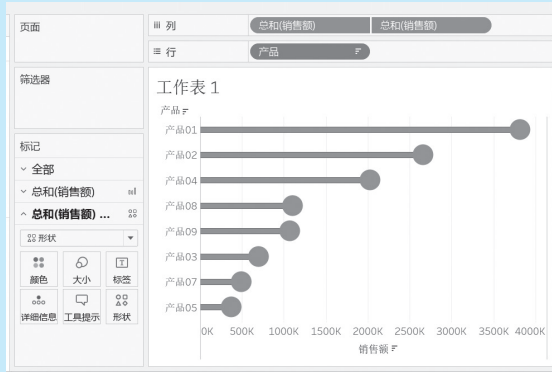 页面
列
总和(销售额)
总和(销售额)
行
产品
筛选器
工作表 1
产品
产品01
产品02
产品04
产品08
产品09
产品03
产品07
产品05
0K 500K 1000K 1500K 2000K 2500K 3000K 3500K 4000K
销售额
标记
全部
总和(销售额)
总和(销售额) ...
形状
颜色 大小 标签
详细信息 工具提示 形状